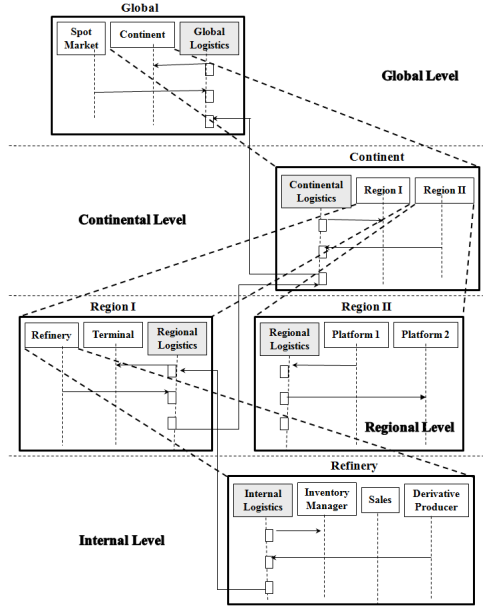 Global
Spot
Market
Continent
Global
Logistics
Global Level
Continent
Continental
Logistics
Region I
Region II
Continental Level
Region I
Refinery
Terminal
Regional
Logistics
Region II
Regional
Logistics
Platform 1
Platform 2
Regional Level
Refinery
Internal
Logistics
Inventory
Manager
Sales
Derivative
Producer
Internal Level